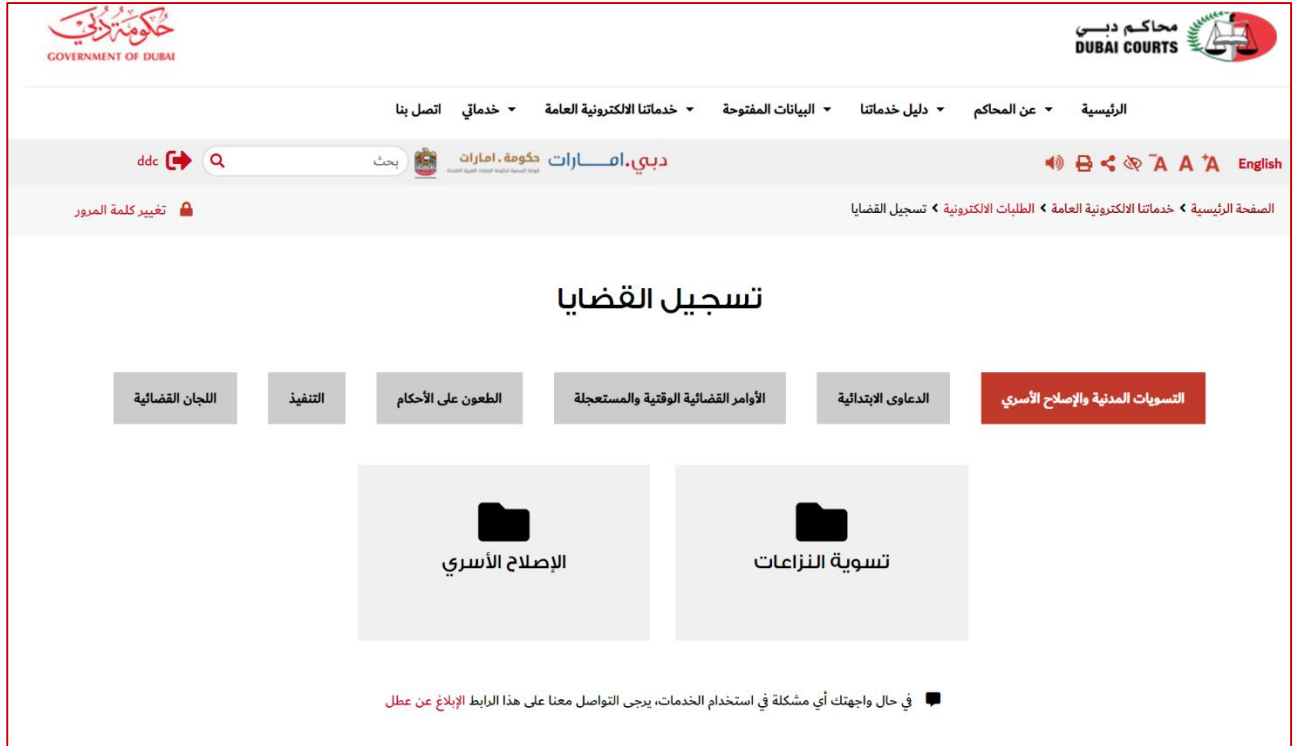 حكومة دبي
GOVERNMENT OF DUBAI
محاكم دبي
DUBAI COURTS
الرئيسية عن المحاكم دليل خدماتنا البيانات المفتوحة خدماتنا الالكترونية العامة خدماتي اتصل بنا
English +A A -A دبي.امـــارات حكومة.امارات بحث ddc
الصفحة الرئيسية > خدماتنا الالكترونية العامة > الطلبات الالكترونية > تسجيل القضايا تغيير كلمة المرور
تسجيل القضايا
التسويات المدنية والإصلاح الأسري الدعاوى الابتدائية الأوامر القضائية الوقتية والمستعجلة الطعون على الأحكام التنفيذ اللجان القضائية
تسوية النزاعات الإصلاح الأسري
في حال واجهتك أي مشكلة في استخدام الخدمات، يرجى التواصل معنا على هذا الرابط الإبلاغ عن عطل